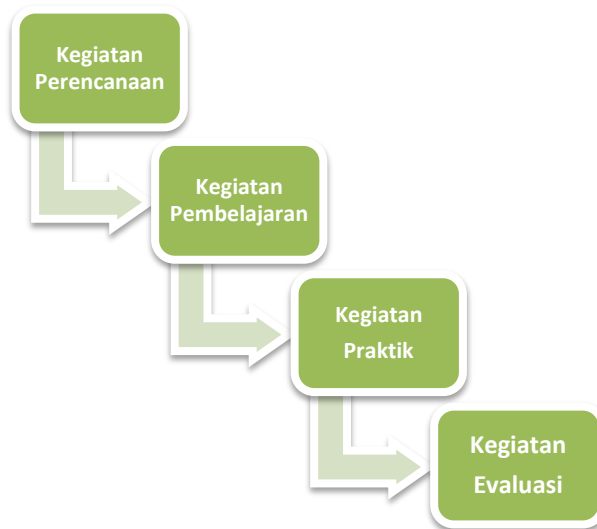 Kegiatan
Perencanaan
Kegiatan
Pembelajaran
Kegiatan
Praktik
Kegiatan
Evaluasi